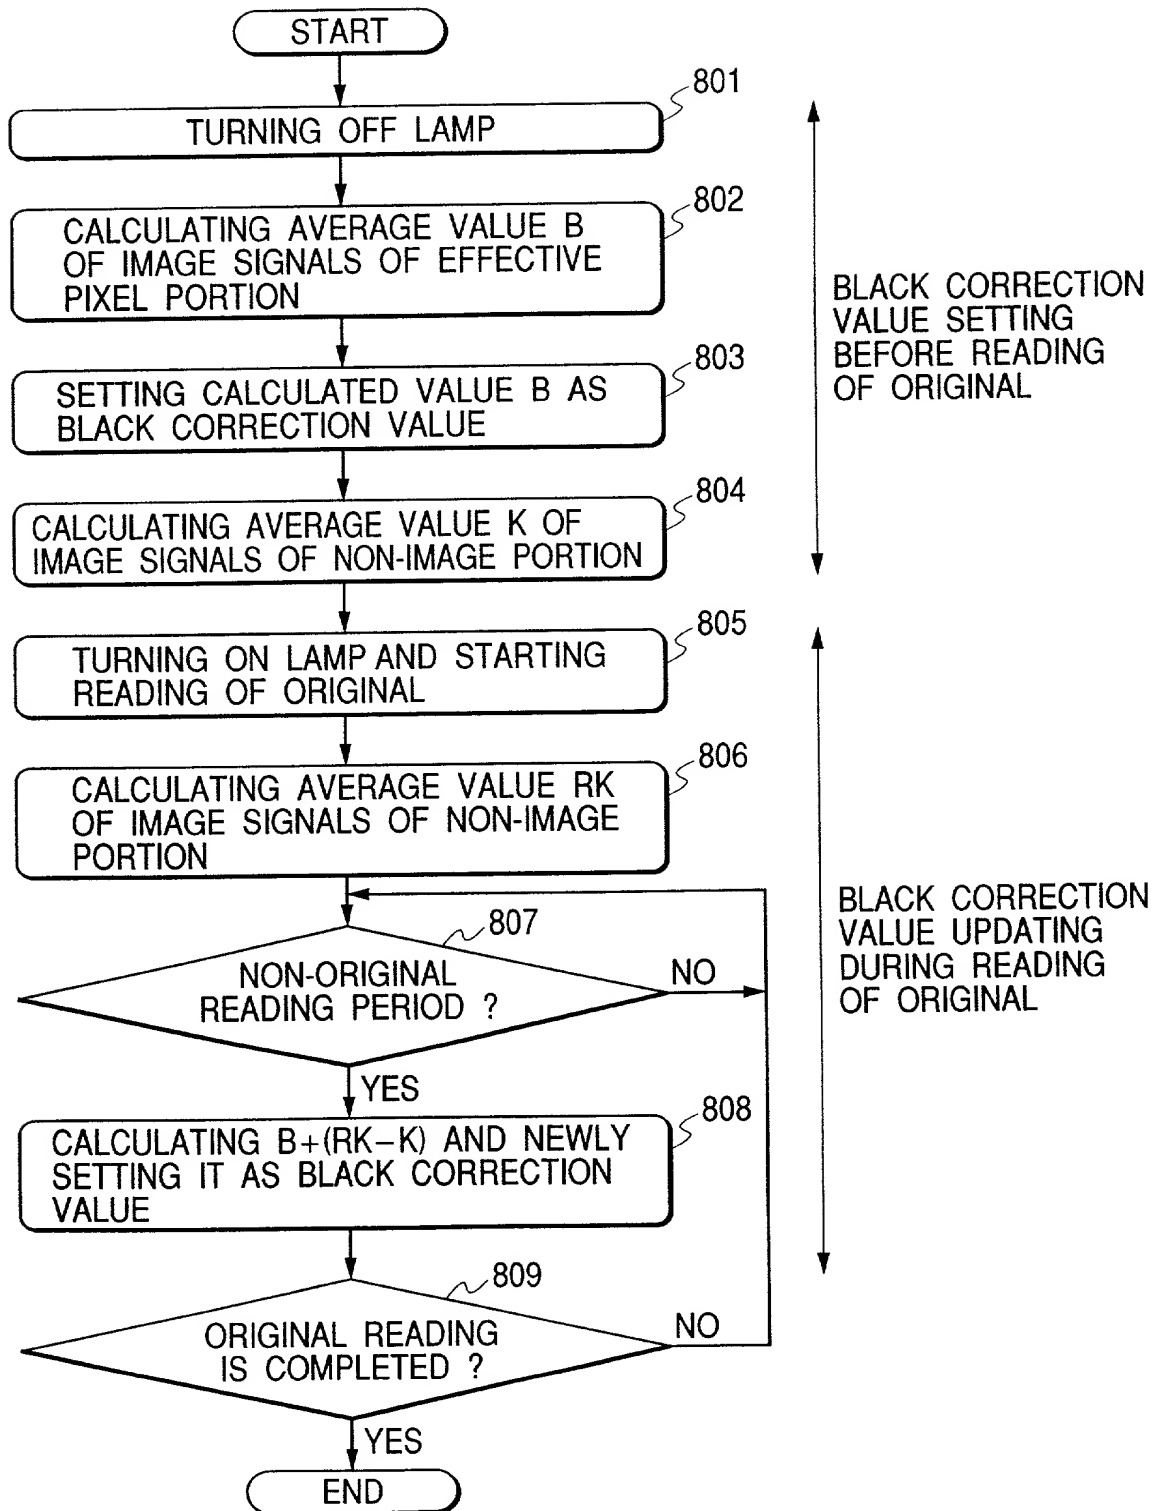 START
801
TURNING OFF LAMP
802
CALCULATING AVERAGE VALUE B
OF IMAGE SIGNALS OF EFFECTIVE
PIXEL PORTION
803
SETTING CALCULATED VALUE B AS
BLACK CORRECTION VALUE
804
CALCULATING AVERAGE VALUE K OF
IMAGE SIGNALS OF NON-IMAGE PORTION
BLACK CORRECTION
VALUE SETTING
BEFORE READING
OF ORIGINAL
805
TURNING ON LAMP AND STARTING
READING OF ORIGINAL
806
CALCULATING AVERAGE VALUE RK
OF IMAGE SIGNALS OF NON-IMAGE
PORTION
807
NON-ORIGINAL
READING PERIOD ?
NO
YES
808
CALCULATING B+(RK–K) AND NEWLY
SETTING IT AS BLACK CORRECTION
VALUE
BLACK CORRECTION
VALUE UPDATING
DURING READING
OF ORIGINAL
809
ORIGINAL READING
IS COMPLETED ?
NO
YES
END